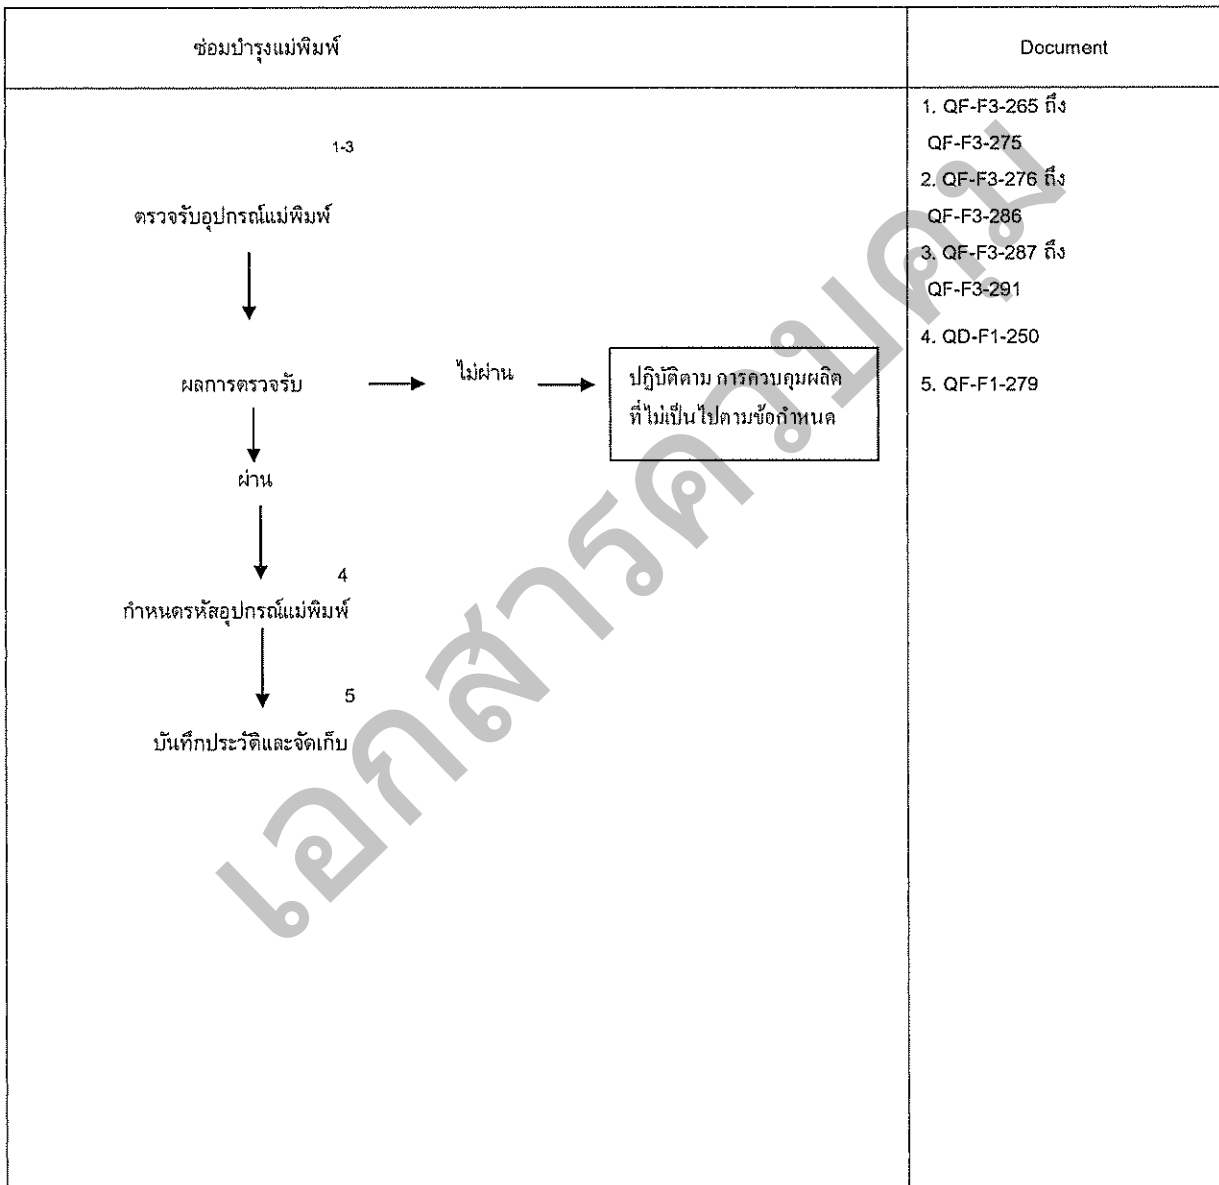 ซ่อมบำรุงแม่พิมพ์
Document
1-3
ตรวจรับอุปกรณ์แม่พิมพ์
ผลการตรวจรับ
ไม่ผ่าน
ปฏิบัติตาม การควบคุมผลิต
ที่ไม่เป็นไปตามข้อกำหนด
ผ่าน
4
กำหนดรหัสอุปกรณ์แม่พิมพ์
5
บันทึกประวัติและจัดเก็บ
1. QF-F3-265 ถึง
QF-F3-275
2. QF-F3-276 ถึง
QF-F3-286
3. QF-F3-287 ถึง
QF-F3-291
4. QD-F1-250
5. QF-F1-279
เอกสารควบคุม